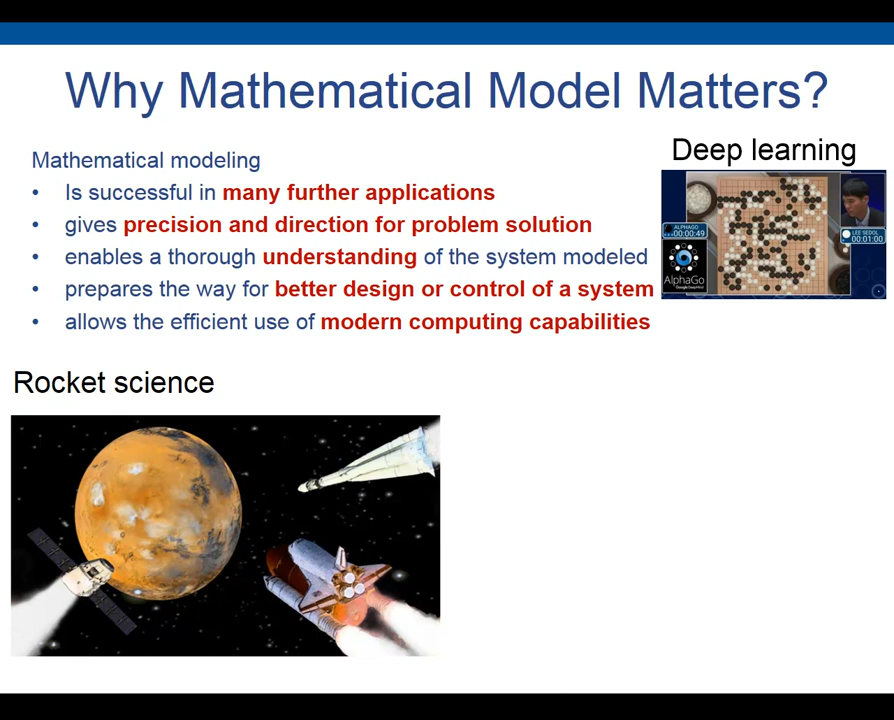 Why Mathematical Model Matters?
Deep learning
Mathematical modeling
• Is successful in many further applications
• gives precision and direction for problem solution
• enables a thorough understanding of the system modeled
• prepares the way for better design or control of a system
• allows the efficient use of modern computing capabilities
ALPHAGO
00:00:49
LEE SEDOL
00:01:00
AlphaGo
Google DeepMind
Rocket science